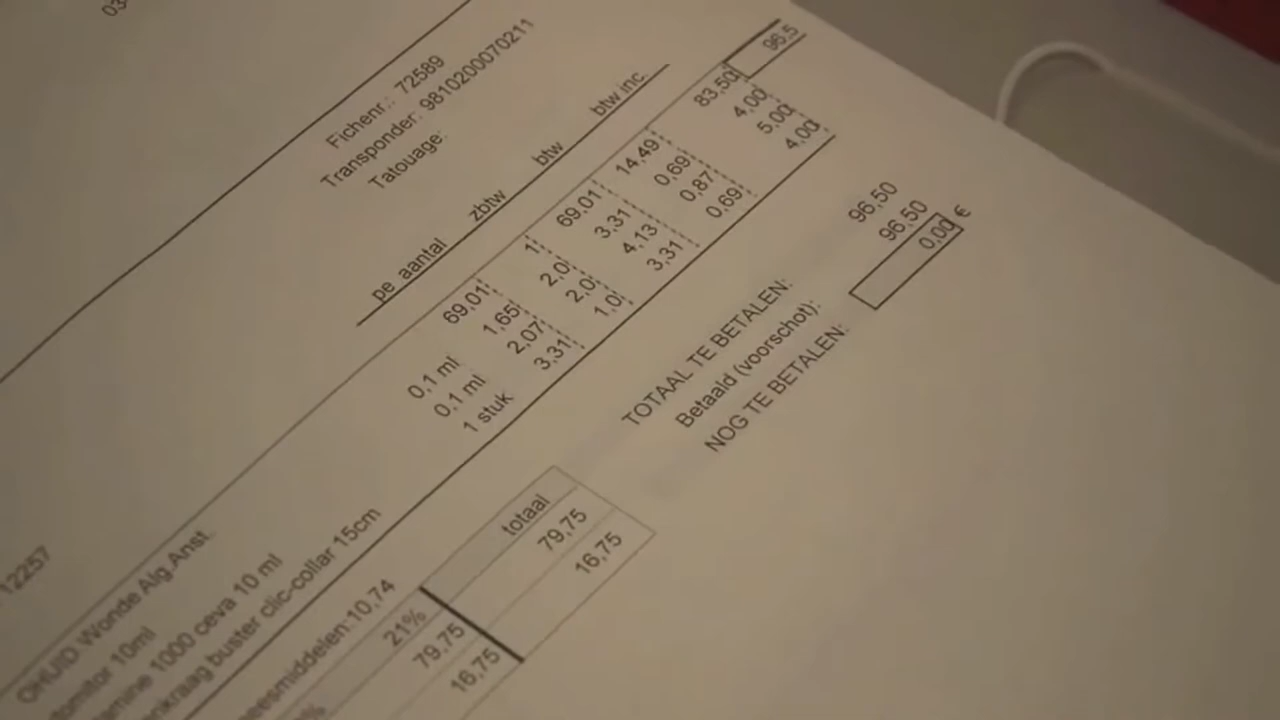 Fichenr.: 72589
Transponder: 9810200070211
Tatouage:
pe aantal zbtw btw btw inc.
96,5
OHUID Wonde Alg.Anst. 69,01 1 69,01 14,49 83,50
10ml 0,1 ml 1,65 2,0 3,31 0,69 4,00
1000 ceva 10 ml 0,1 ml 2,07 2,0 4,13 0,87 5,00
buster clic-collar 15cm 1 stuk 3,31 1,0 3,31 0,69 4,00
10,74
21% totaal
79,75 79,75
16,75 16,75
TOTAAL TE BETALEN: 96,50
Betaald (voorschot): 96,50
NOG TE BETALEN: 0,00 €
12257